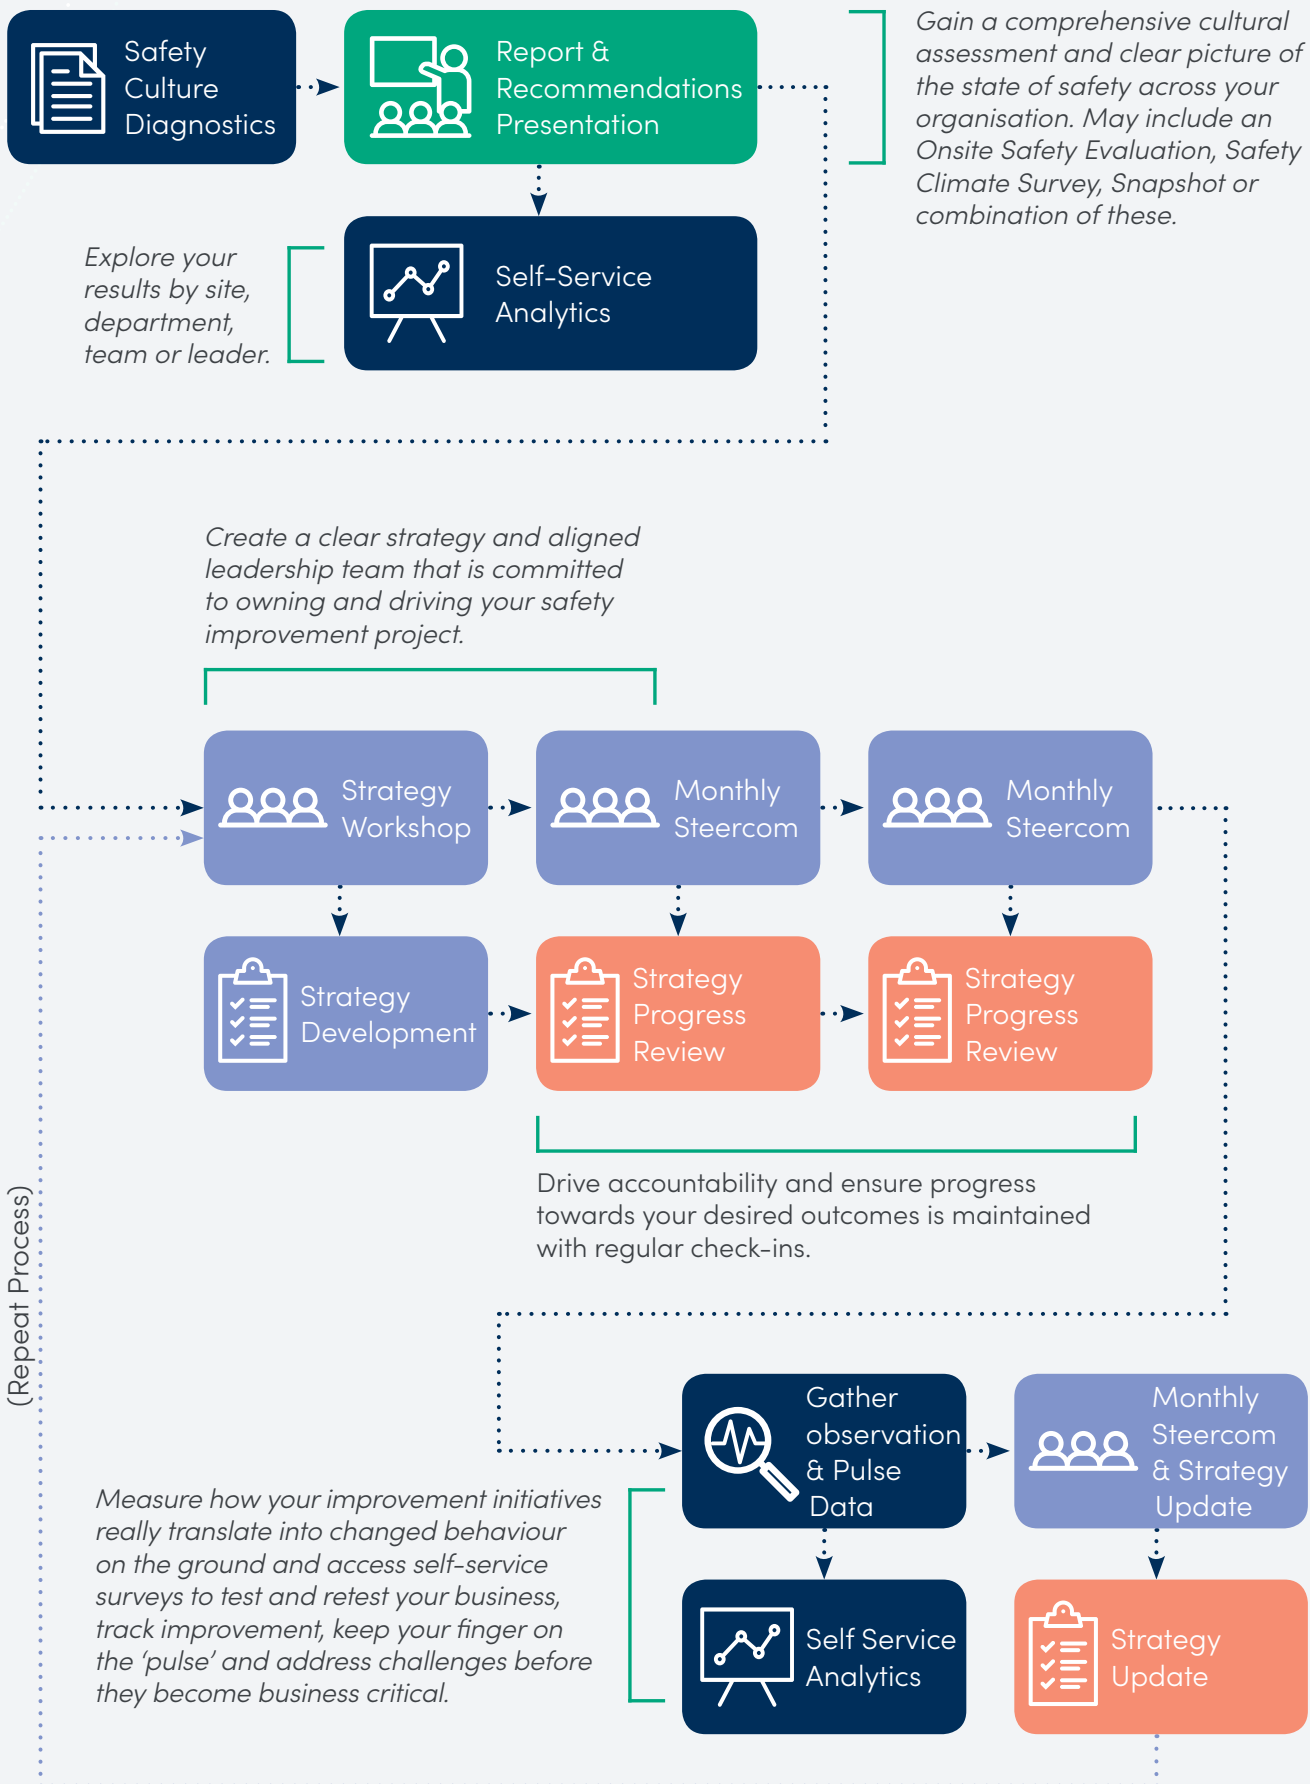 Safety
Culture
Diagnostics
Report &
Recommendations
Presentation
Gain a comprehensive cultural
assessment and clear picture of
the state of safety across your
organisation. May include an
Onsite Safety Evaluation, Safety
Climate Survey, Snapshot or
combination of these.
Explore your
results by site,
department,
team or leader.
Self-Service
Analytics
Create a clear strategy and aligned
leadership team that is committed
to owning and driving your safety
improvement project.
Strategy
Workshop
Monthly
Steercom
Monthly
Steercom
Strategy
Development
Strategy
Progress
Review
Strategy
Progress
Review
Drive accountability and ensure progress
towards your desired outcomes is maintained
with regular check-ins.
(Repeat Process)
Gather
observation
& Pulse
Data
Monthly
Steercom
& Strategy
Update
Measure how your improvement initiatives
really translate into changed behaviour
on the ground and access self-service
surveys to test and retest your business,
track improvement, keep your finger on
the ‘pulse’ and address challenges before
they become business critical.
Self Service
Analytics
Strategy
Update